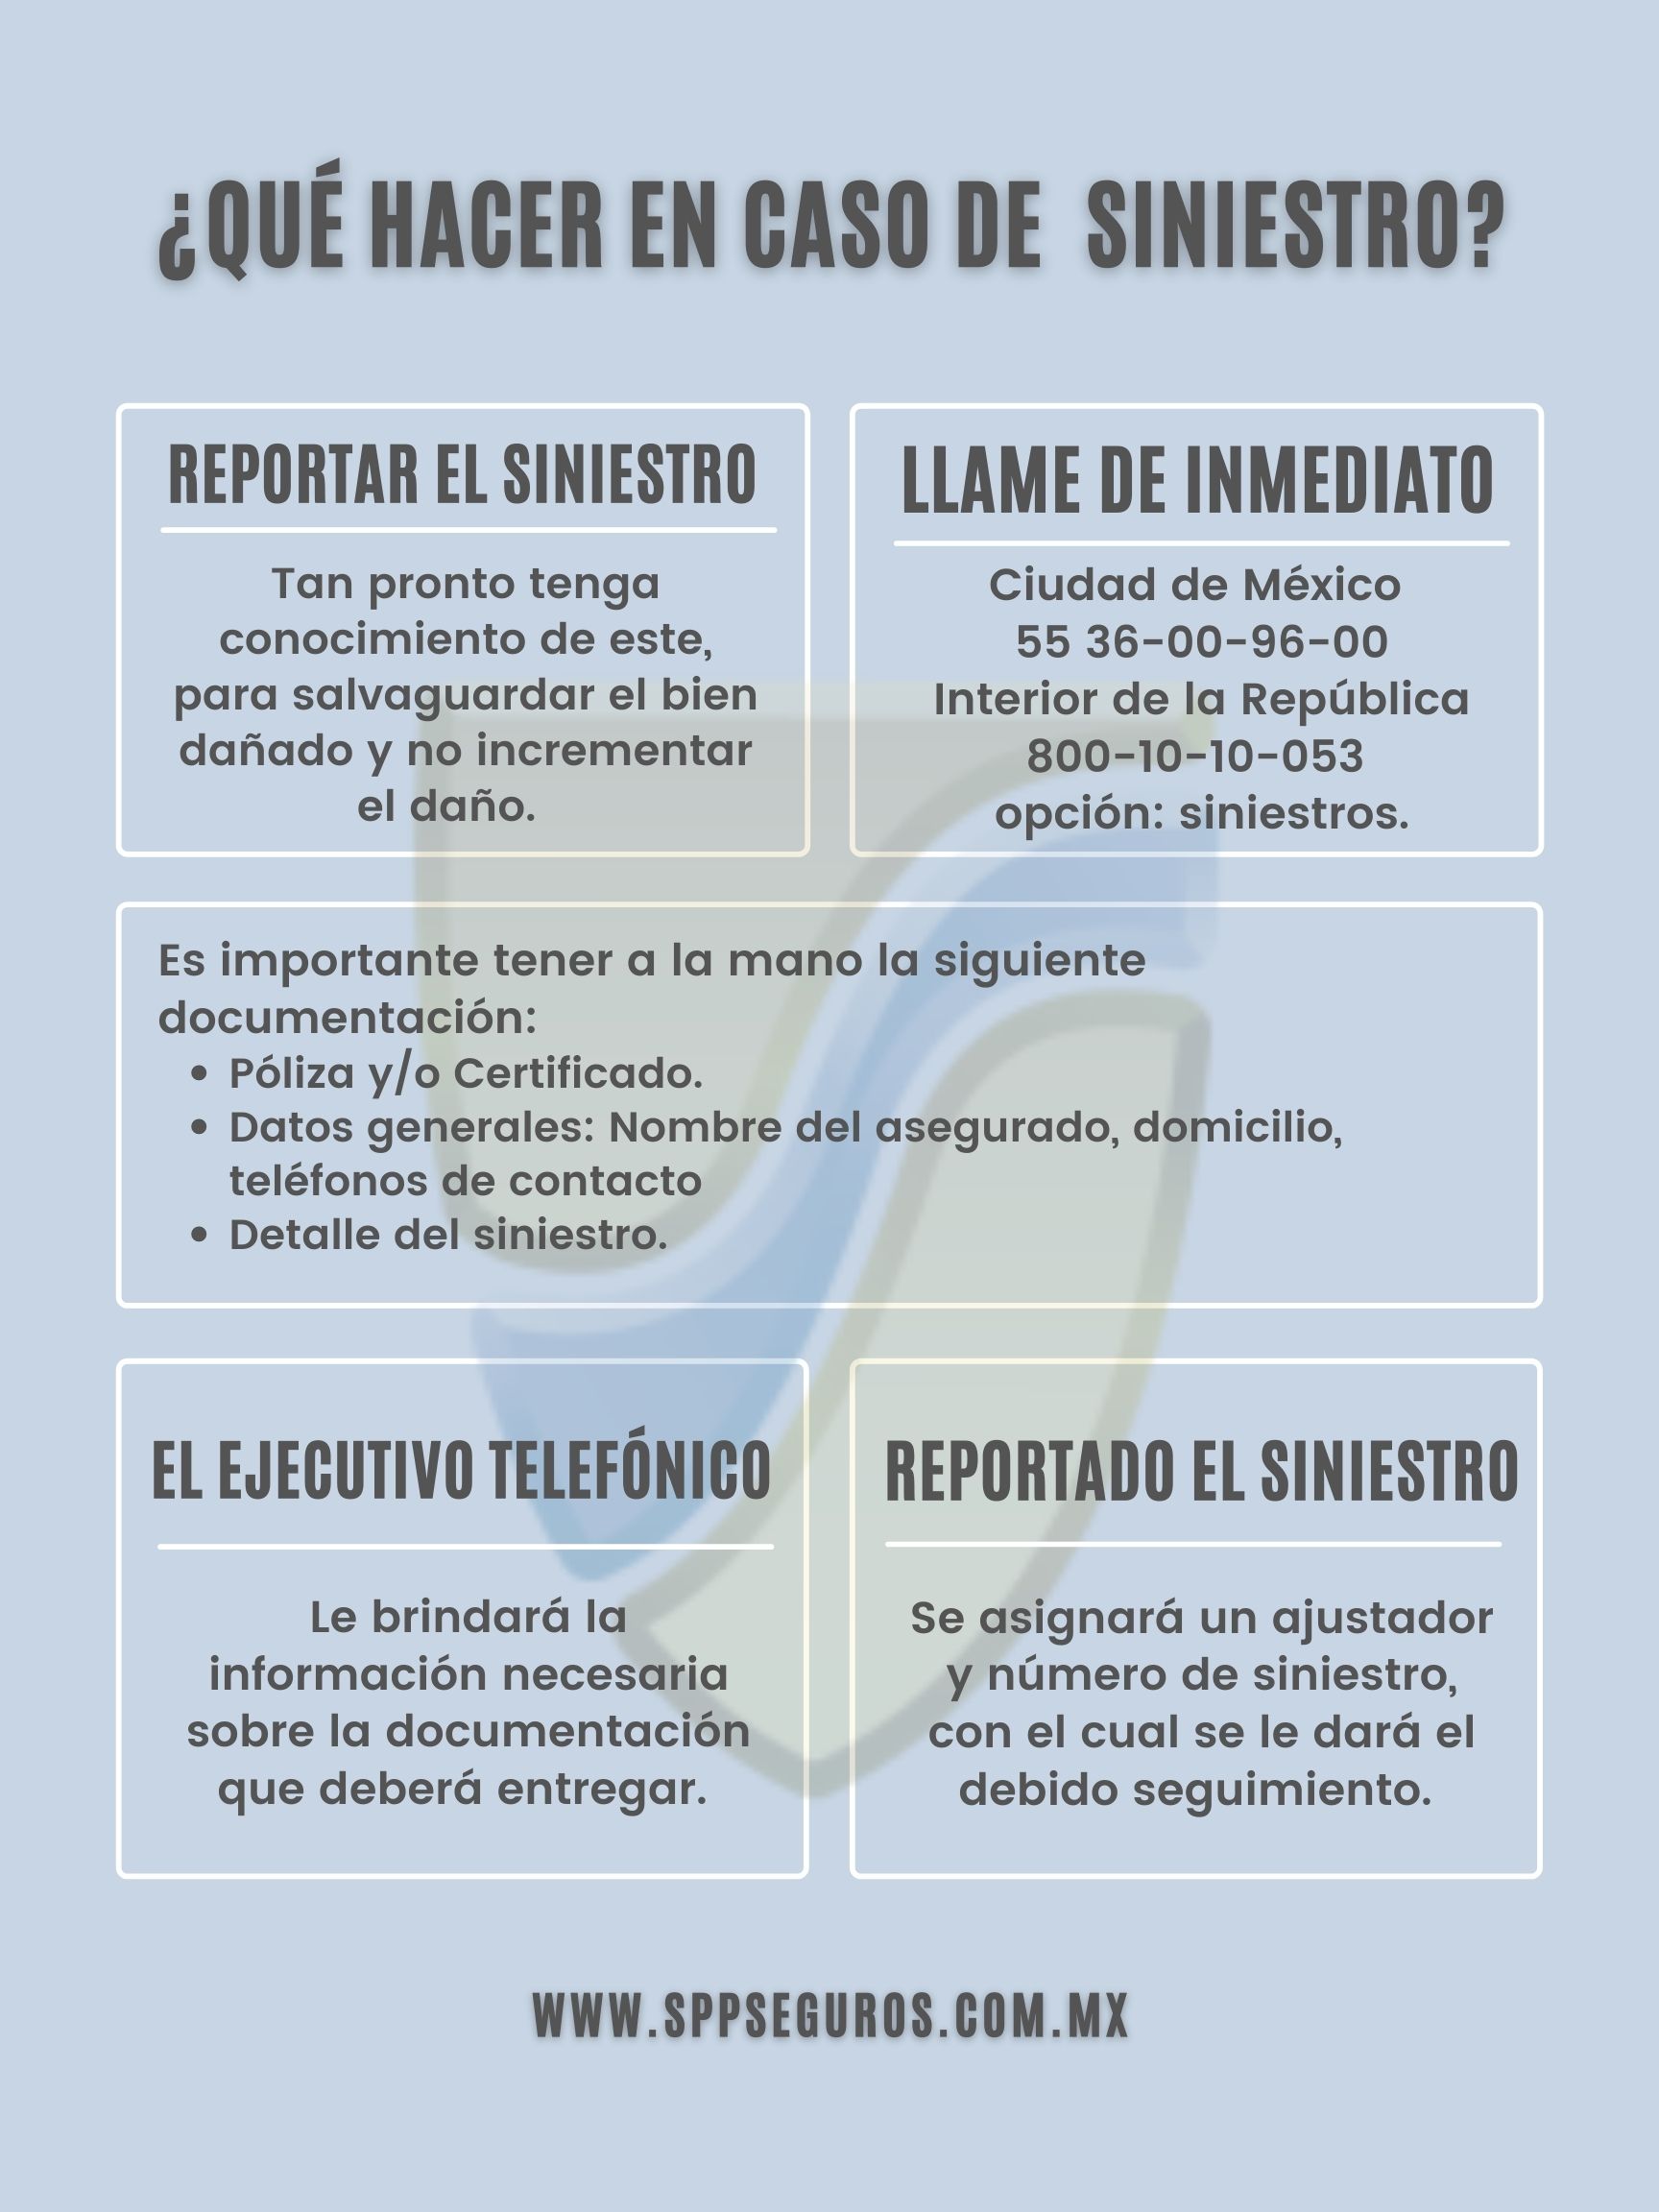 ¿QUÉ HACER EN CASO DE SINIESTRO?
REPORTAR EL SINIESTRO
Tan pronto tenga
conocimiento de este,
para salvaguardar el bien
dañado y no incrementar
el daño.
LLAME DE INMEDIATO
Ciudad de México
55 36-00-96-00
Interior de la República
800-10-10-053
opción: siniestros.
Es importante tener a la mano la siguiente
documentación:
• Póliza y/o Certificado.
• Datos generales: Nombre del asegurado, domicilio,
teléfonos de contacto
• Detalle del siniestro.
EL EJECUTIVO TELEFÓNICO
Le brindará la
información necesaria
sobre la documentación
que deberá entregar.
REPORTADO EL SINIESTRO
Se asignará un ajustador
y número de siniestro,
con el cual se le dará el
debido seguimiento.
WWW.SPPSEGUROS.COM.MX